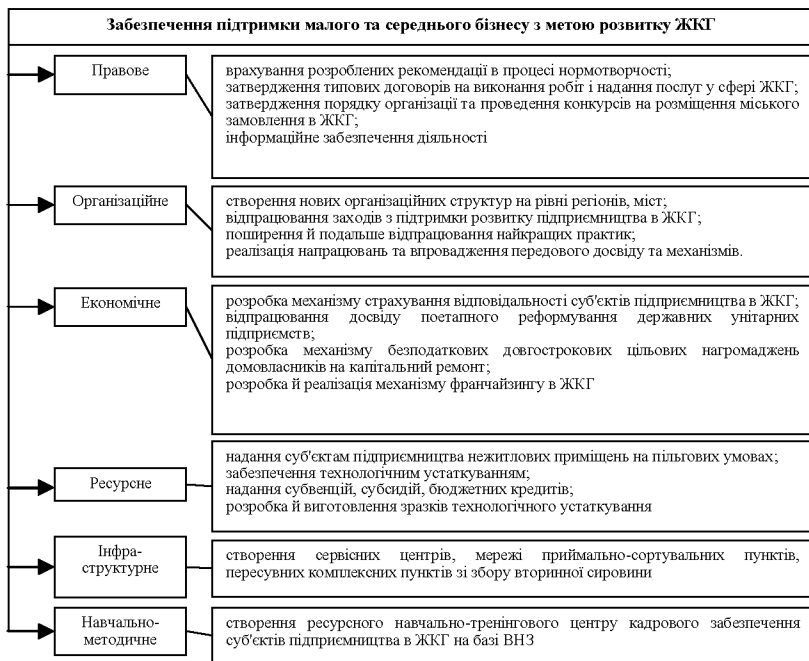 Забезпечення підтримки малого та середнього бізнесу з метою розвитку ЖКГ
Правове
врахування розроблених рекомендації в процесі нормотворчості;
затвердження типових договорів на виконання робіт і надання послуг у сфері ЖКГ;
затвердження порядку організації та проведення конкурсів на розміщення міського
замовлення в ЖКГ;
інформаційне забезпечення діяльності
Організаційне
створення нових організаційних структур на рівні регіонів, міст;
відпрацювання заходів з підтримки розвитку підприємництва в ЖКГ;
поширення й подальше відпрацювання найкращих практик;
реалізація напрацювань та впровадження передового досвіду та механізмів.
Економічне
розробка механізму страхування відповідальності суб'єктів підприємництва в ЖКГ;
відпрацювання досвіду поетапного реформування державних унітарних
підприємств;
розробка механізму безподаткових довгострокових цільових нагромаджень
домовласників на капітальний ремонт;
розробка й реалізація механізму франчайзингу в ЖКГ
Ресурсне
надання суб'єктам підприємництва нежитлових приміщень на пільгових умовах;
забезпечення технологічним устаткуванням;
надання субвенцій, субсидій, бюджетних кредитів;
розробка й виготовлення зразків технологічного устаткування
Інфра-
структурне
створення сервісних центрів, мережі приймально-сортувальних пунктів,
пересувних комплексних пунктів зі збору вторинної сировини
Навчально-
методичне
створення ресурсного навчально-тренінгового центру кадрового забезпечення
суб'єктів підприємництва в ЖКГ на базі ВНЗ